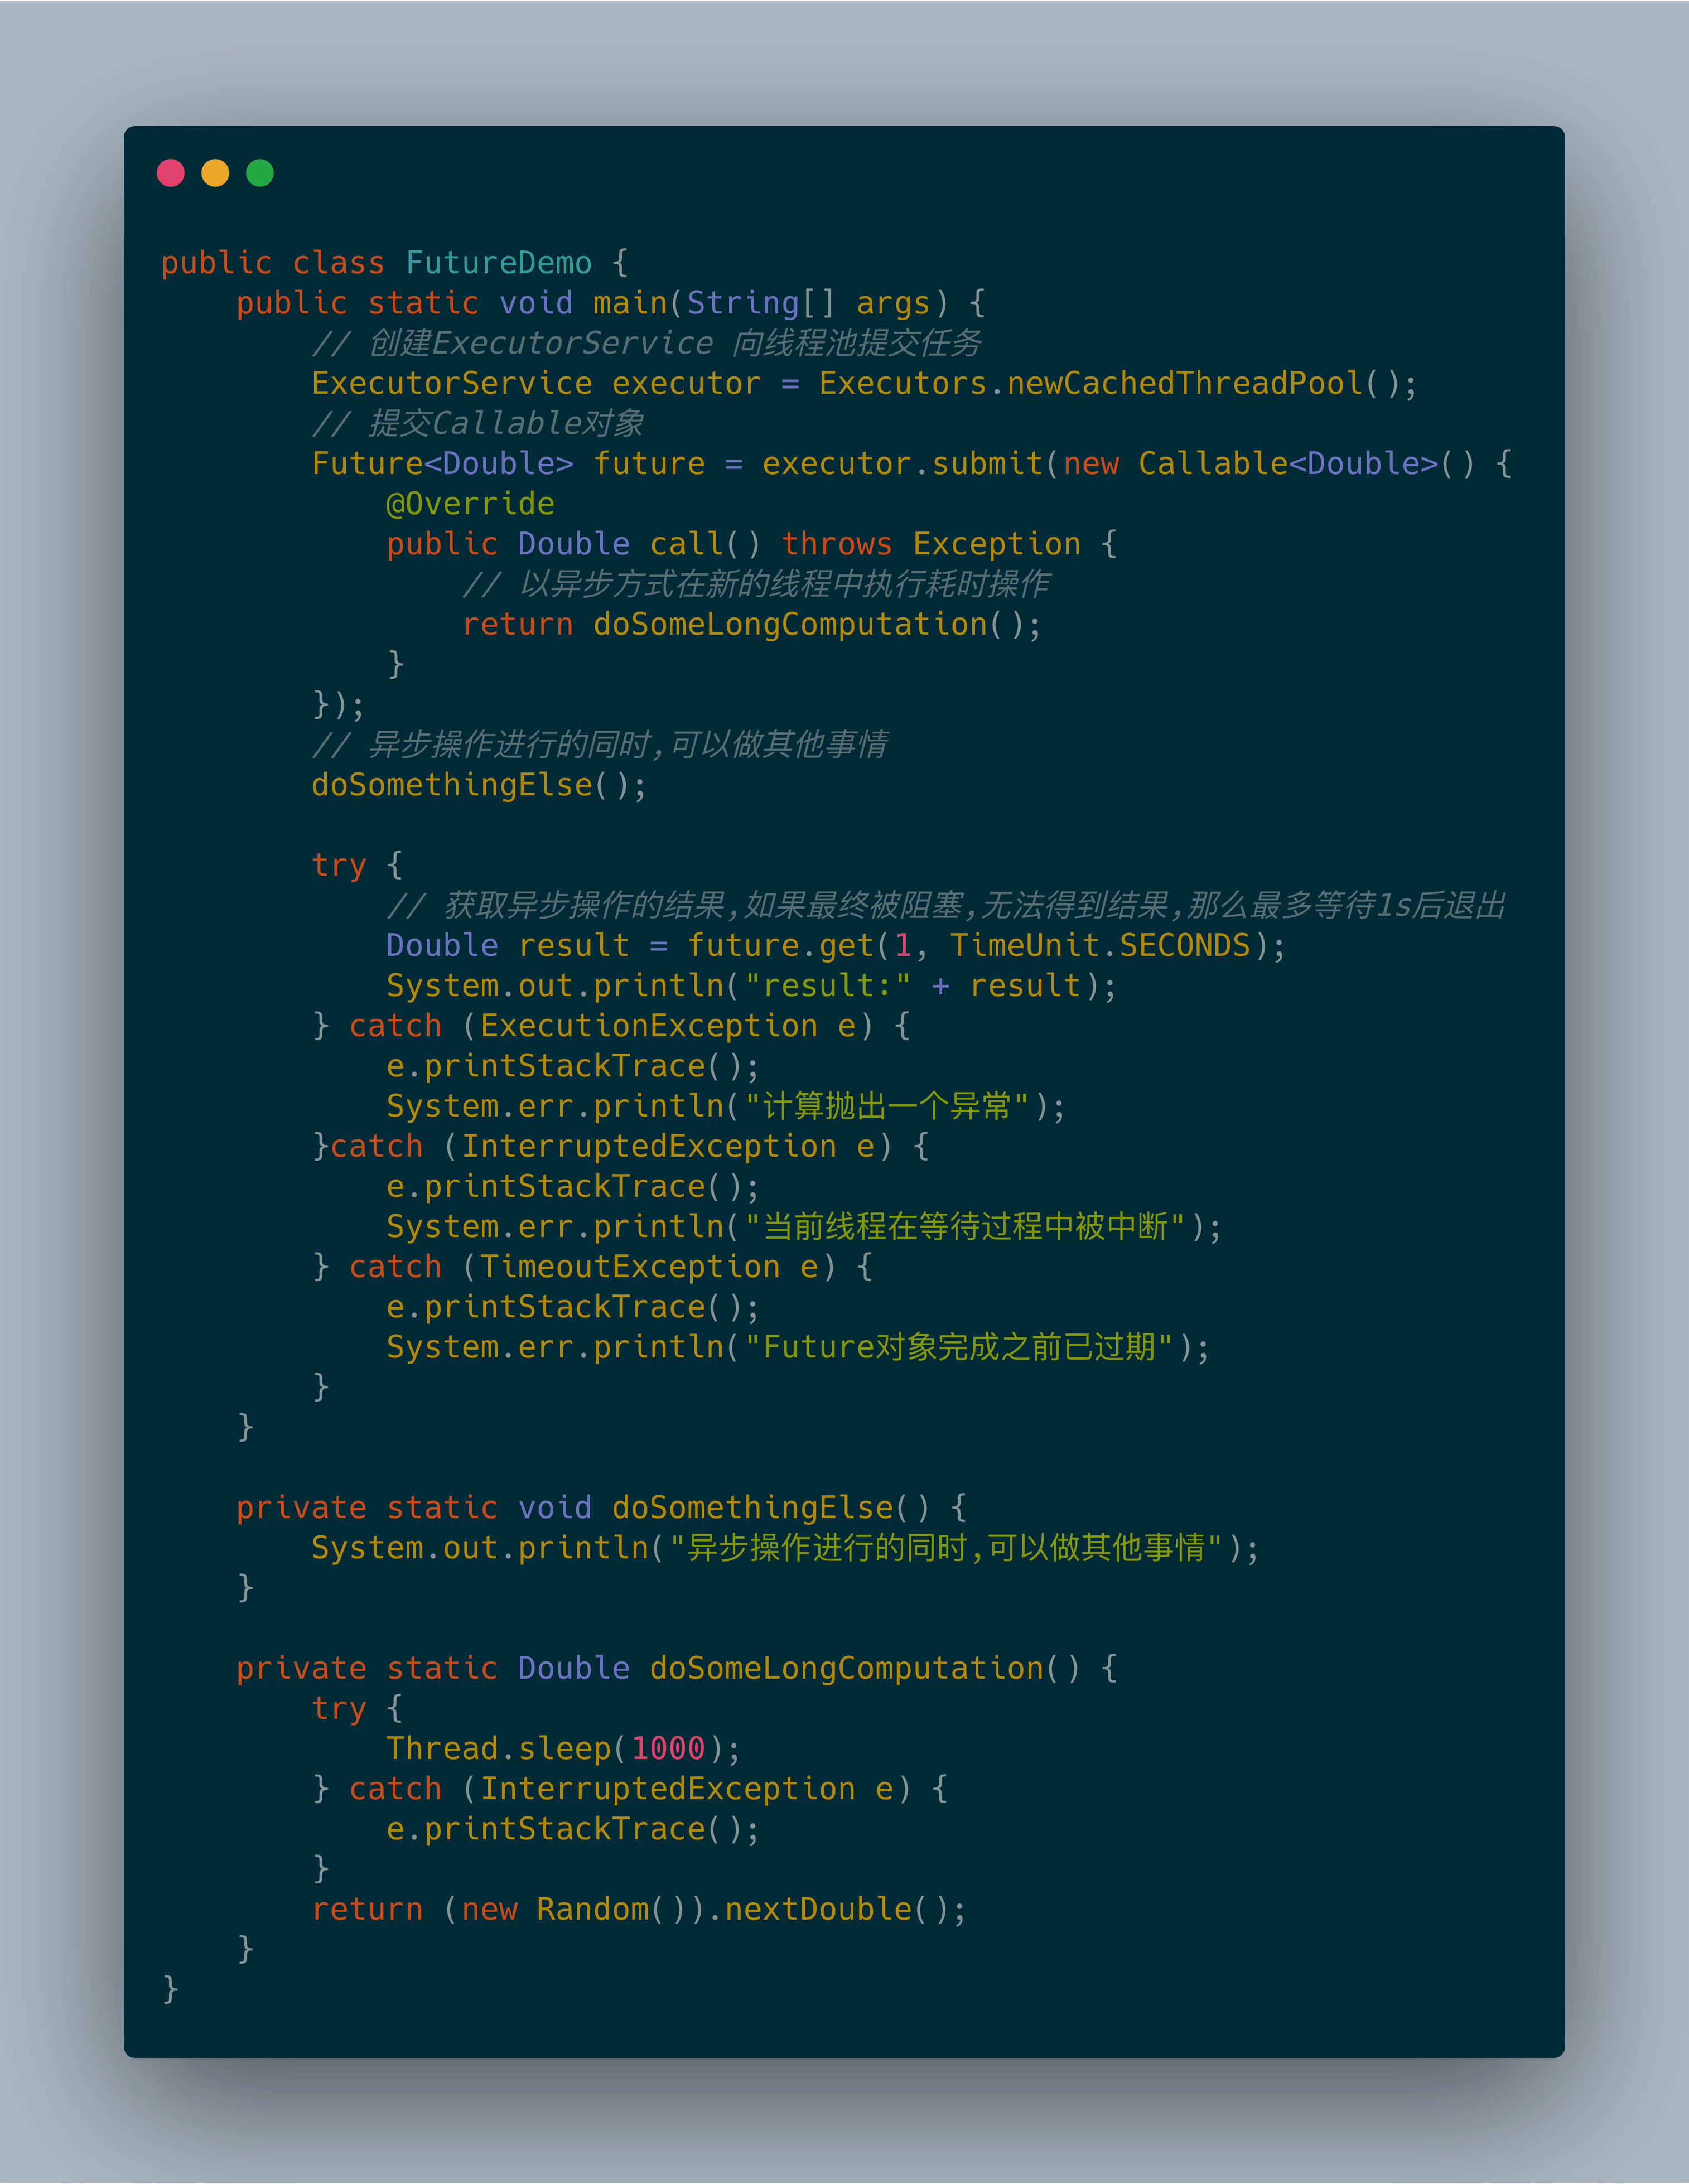 public class FutureDemo {
    public static void main(String[] args) {
        // 创建ExecutorService 向线程池提交任务
        ExecutorService executor = Executors.newCachedThreadPool();
        // 提交Callable对象
        Future<Double> future = executor.submit(new Callable<Double>() {
            @Override
            public Double call() throws Exception {
                // 以异步方式在新的线程中执行耗时操作
                return doSomeLongComputation();
            }
        });
        // 异步操作进行的同时,可以做其他事情
        doSomethingElse();

        try {
            // 获取异步操作的结果,如果最终被阻塞,无法得到结果,那么最多等待1s后退出
            Double result = future.get(1, TimeUnit.SECONDS);
            System.out.println("result:" + result);
        } catch (ExecutionException e) {
            e.printStackTrace();
            System.err.println("计算抛出一个异常");
        }catch (InterruptedException e) {
            e.printStackTrace();
            System.err.println("当前线程在等待过程中被中断");
        } catch (TimeoutException e) {
            e.printStackTrace();
            System.err.println("Future对象完成之前已过期");
        }
    }

    private static void doSomethingElse() {
        System.out.println("异步操作进行的同时,可以做其他事情");
    }

    private static Double doSomeLongComputation() {
        try {
            Thread.sleep(1000);
        } catch (InterruptedException e) {
            e.printStackTrace();
        }
        return (new Random()).nextDouble();
    }
}